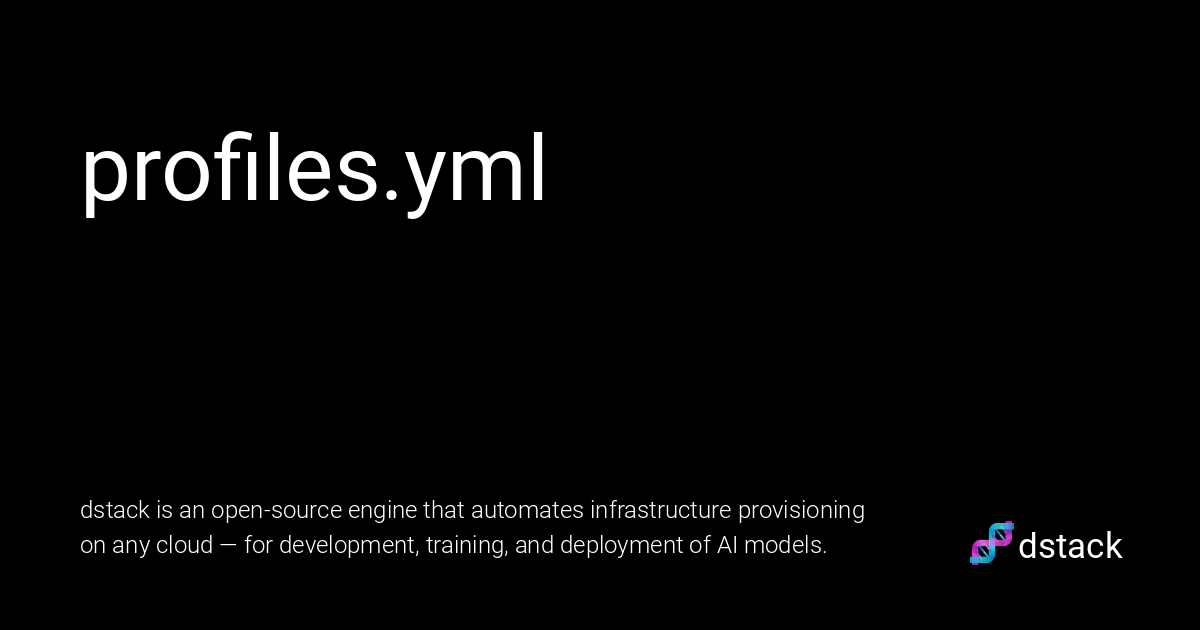 profiles.yml
dstack is an open-source engine that automates infrastructure provisioning
on any cloud — for development, training, and deployment of AI models.
dstack